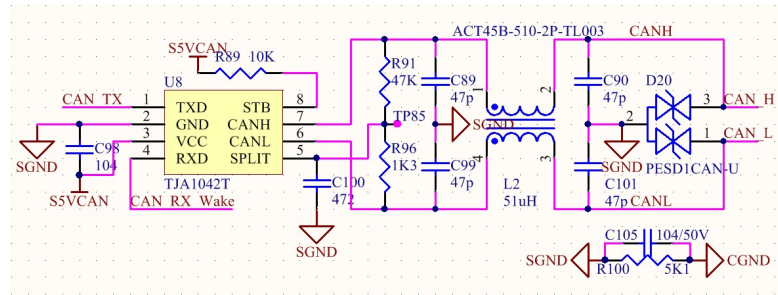 ACT45B-510-2P-TL003
S5VCAN
R89 10K
CANH
U8
R91
47K
C89
47p
1
2
C90
47p
D20
CAN_TX
1
TXD
STB
8
2
GND
CANH
7
3
VCC
CANL
6
4
RXD
SPLIT
5
TJA1042T
TP85
SGND
3
CAN_H
2
1
CAN_L
SGND
C98
104
S5VCAN
CAN_RX_Wake
C100
472
SGND
R96
1K3
C99
47p
4
3
L2
51uH
SGND
PESD1CAN-U
C101
47p
CANL
C105
104/50V
SGND
CGND
R100
5K1